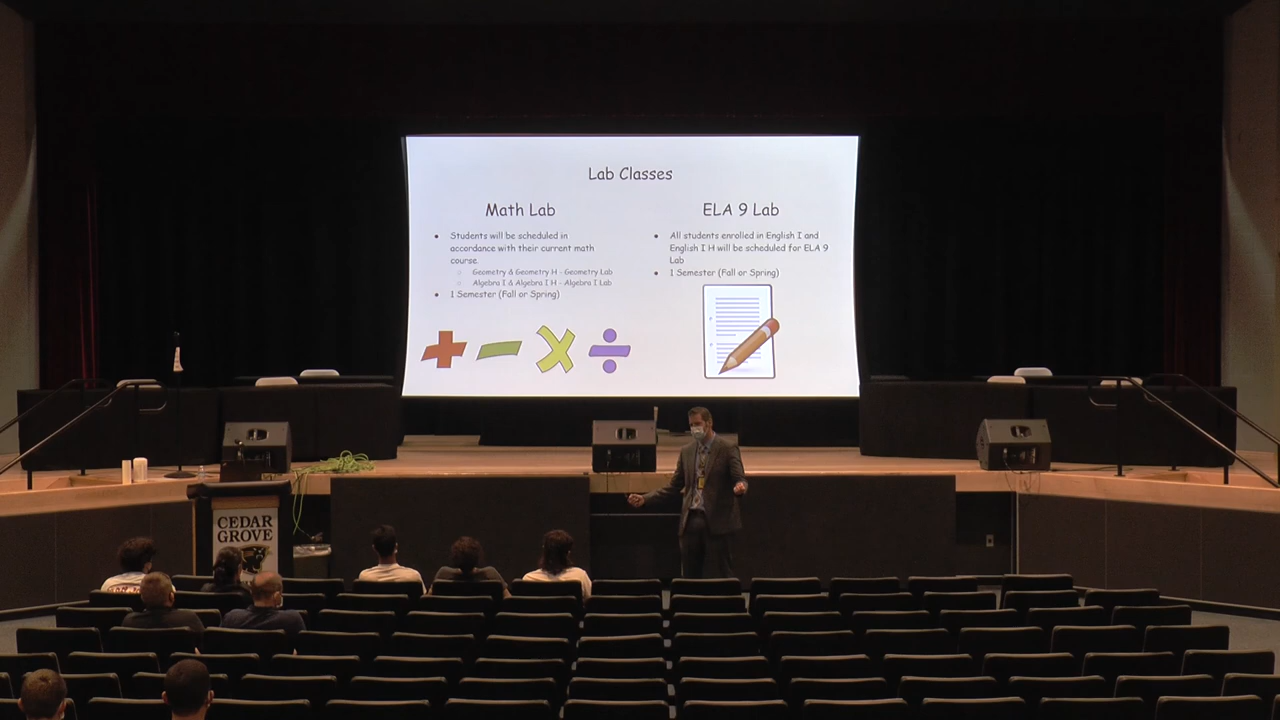 Lab Classes
Math Lab
● Students will be scheduled in
accordance with their current math
course.
○ Geometry & Geometry H - Geometry Lab
○ Algebra I & Algebra I H - Algebra I Lab
● 1 Semester (Fall or Spring)
ELA 9 Lab
● All students enrolled in English I and
English I H will be scheduled for ELA 9
Lab
● 1 Semester (Fall or Spring)
CEDAR
GROVE